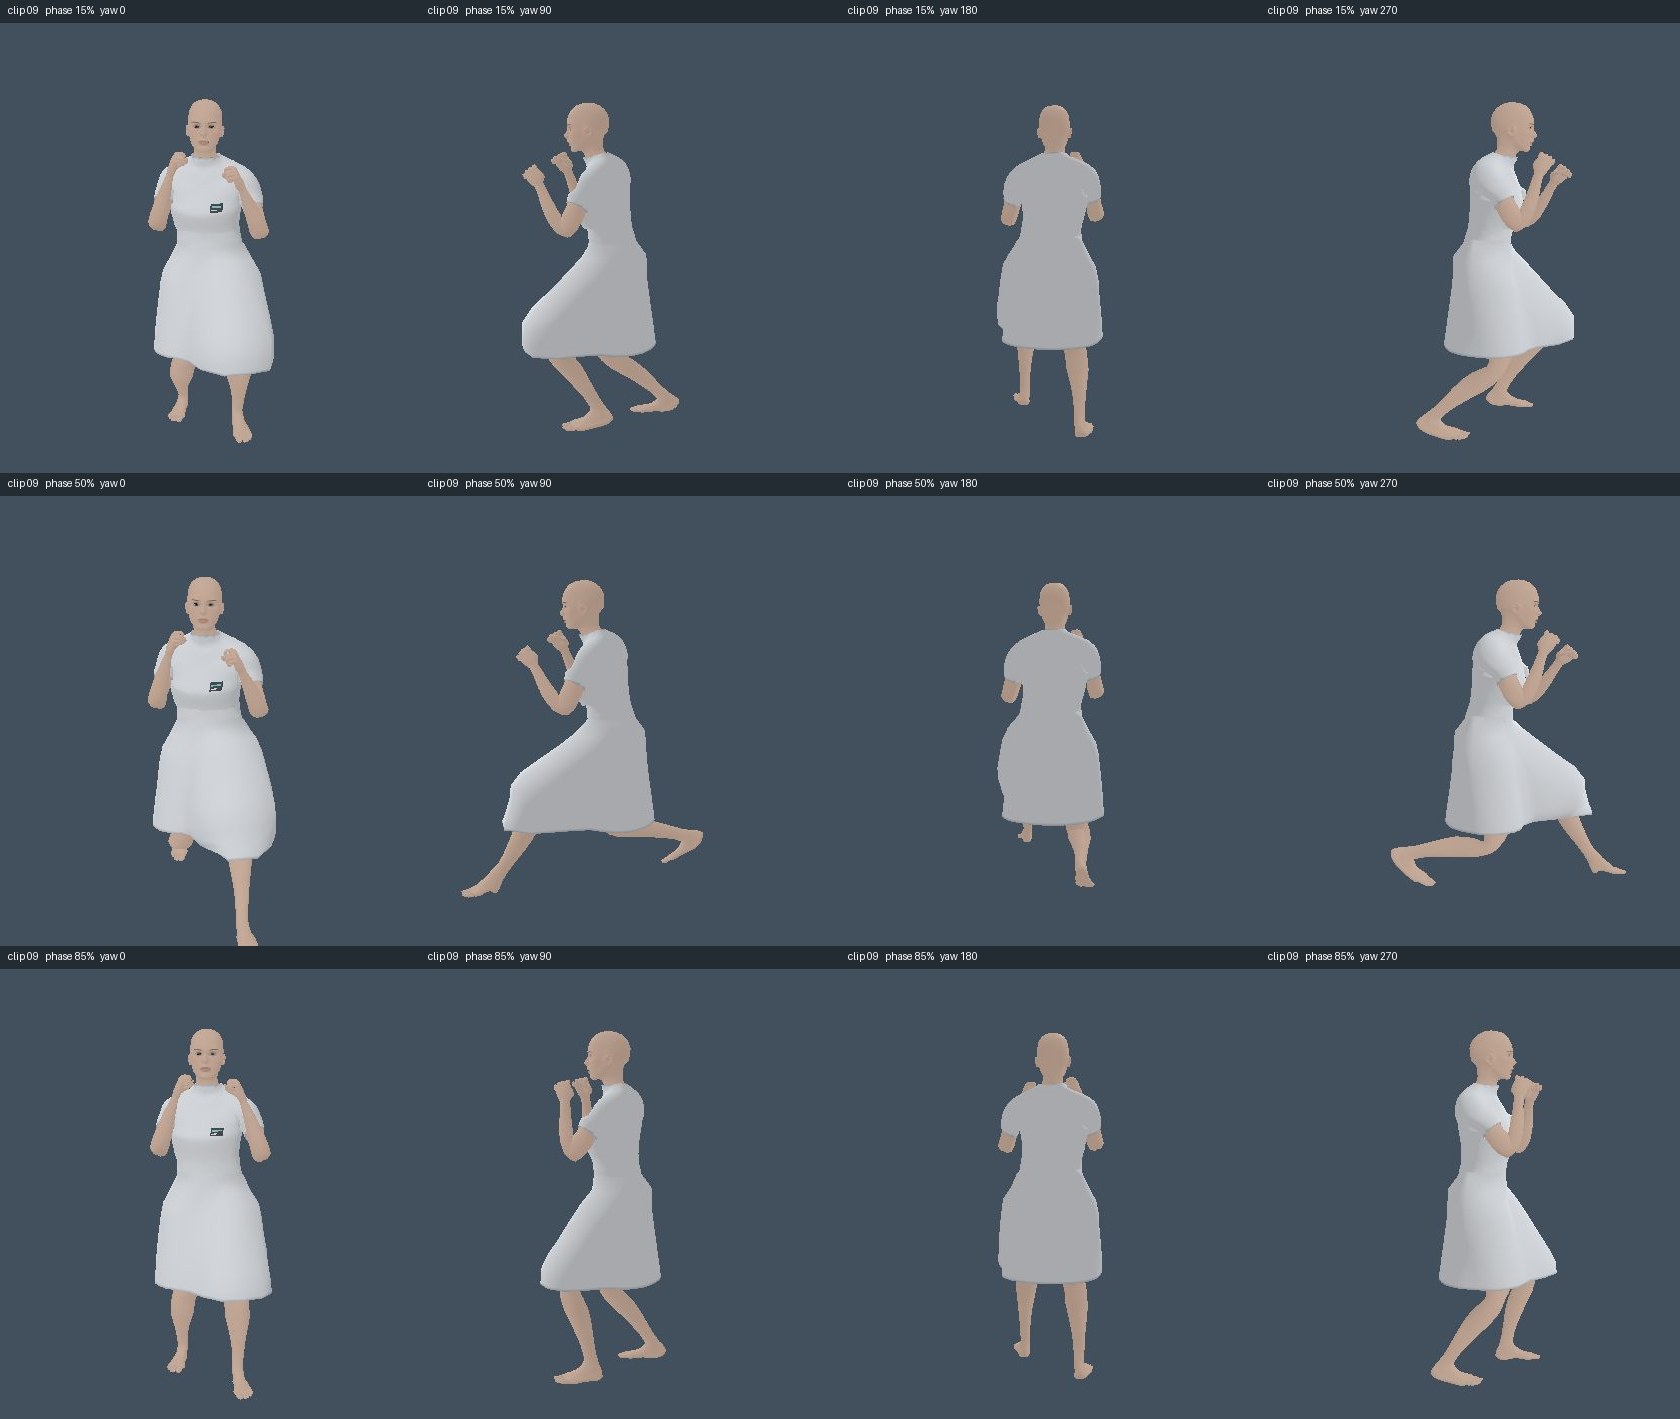 clip09 phase 15% yaw 0
clip09 phase 15% yaw 90
clip09 phase 15% yaw 180
clip09 phase 15% yaw 270
clip09 phase 50% yaw 0
clip09 phase 50% yaw 90
clip09 phase 50% yaw 180
clip09 phase 50% yaw 270
clip09 phase 85% yaw 0
clip09 phase 85% yaw 90
clip09 phase 85% yaw 180
clip09 phase 85% yaw 270